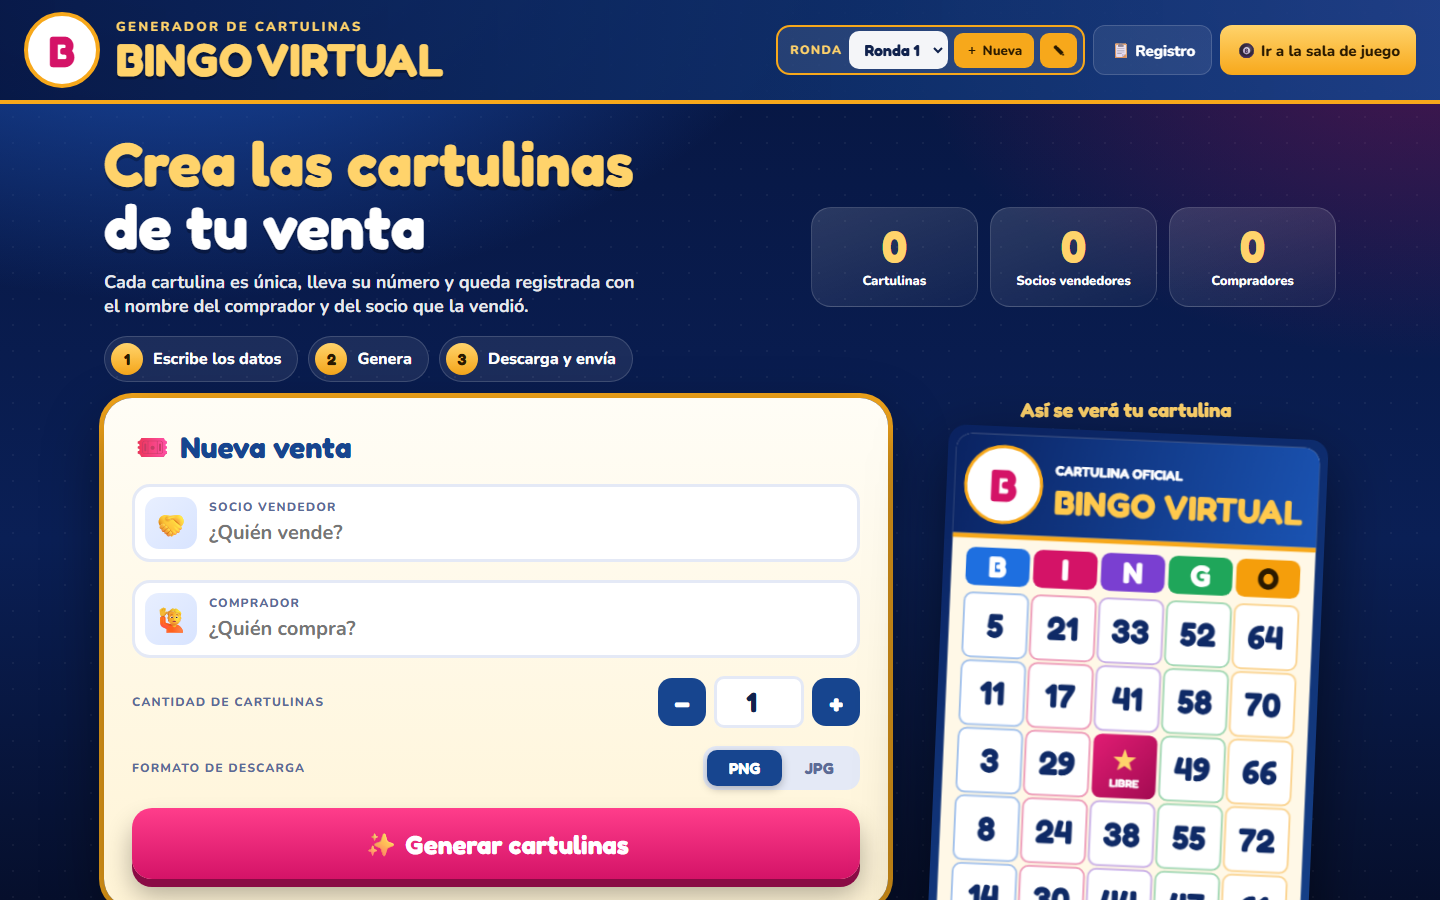 B
GENERADOR DE CARTULINAS
BINGO VIRTUAL
RONDA
Ronda 1
+ Nueva
Registro
Ir a la sala de juego
Crea las cartulinas
de tu venta
Cada cartulina es única, lleva su número y queda registrada con
el nombre del comprador y del socio que la vendió.
1 Escribe los datos
2 Genera
3 Descarga y envía
0
Cartulinas
0
Socios vendedores
0
Compradores
Nueva venta
SOCIO VENDEDOR
¿Quién vende?
COMPRADOR
¿Quién compra?
CANTIDAD DE CARTULINAS
− 1 +
FORMATO DE DESCARGA
PNG JPG
Generar cartulinas
Así se verá tu cartulina
B
CARTULINA OFICIAL
BINGO VIRTUAL
B I N G O
5 21 33 52 64
11 17 41 58 70
3 29 LIBRE 49 66
8 24 38 55 72
14 30